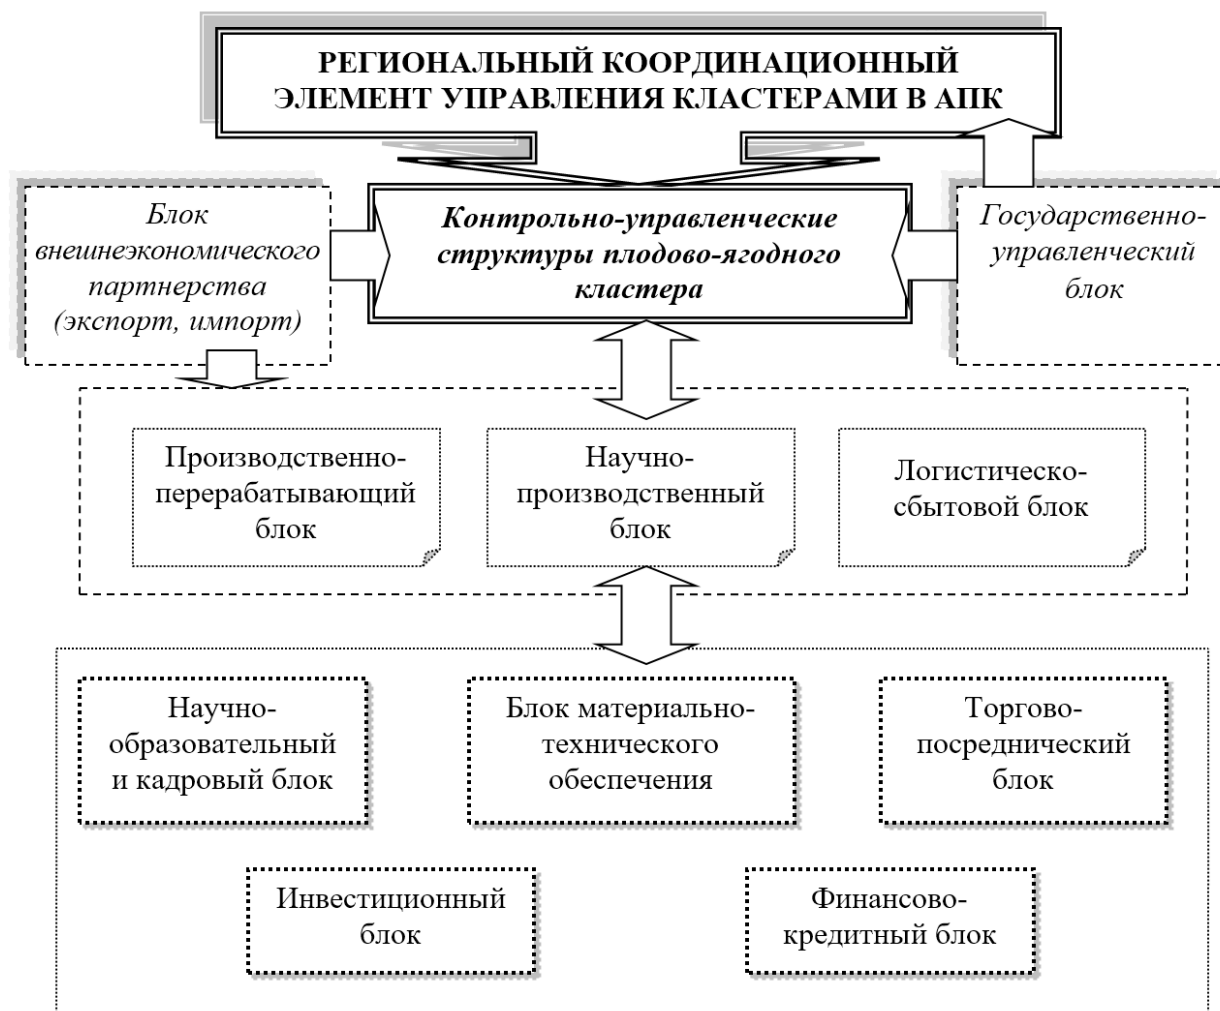 РЕГИОНАЛЬНЫЙ КООРДИНАЦИОННЫЙ
ЭЛЕМЕНТ УПРАВЛЕНИЯ КЛАСТЕРАМИ В АПК
Блок
внешнеэкономического
партнерства
(экспорт, импорт)
Контрольно-управленческие
структуры плодово-ягодного
кластера
Государственно-
управленческий
блок
Производственно-
перерабатывающий
блок
Научно-
производственный
блок
Логистическо-
сбытовой блок
Научно-
образовательный
и кадровый блок
Блок материально-
технического
обеспечения
Торгово-
посреднический
блок
Инвестиционный
блок
Финансово-
кредитный блок